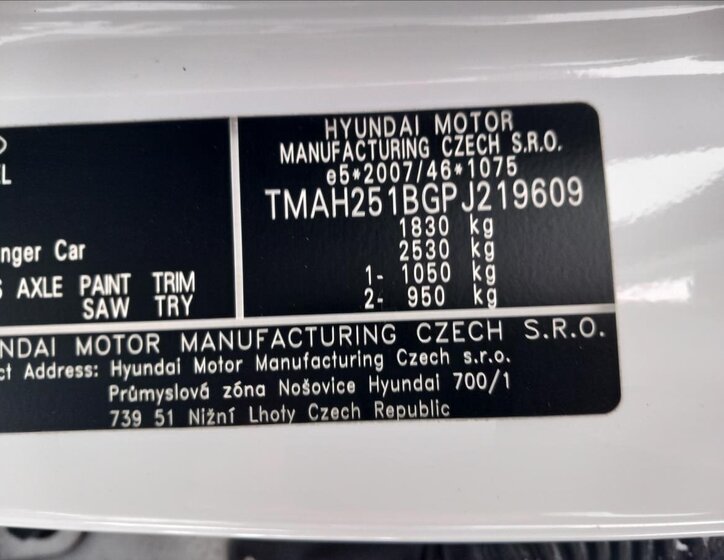 HYUNDAI MOTOR
MANUFACTURING CZECH S.R.O.
e5*2007/46*1075
TMAH251BGPJ219609
1830 kg
2530 kg
1- 1050 kg
2- 950 kg
EL
nger Car
S AXLE PAINT TRIM
SAW TRY
NDAI MOTOR MANUFACTURING CZECH S.R.O.
ct Address: Hyundai Motor Manufacturing Czech s.r.o.
Průmyslová zóna Nošovice Hyundai 700/1
739 51 Nižní Lhoty Czech Republic